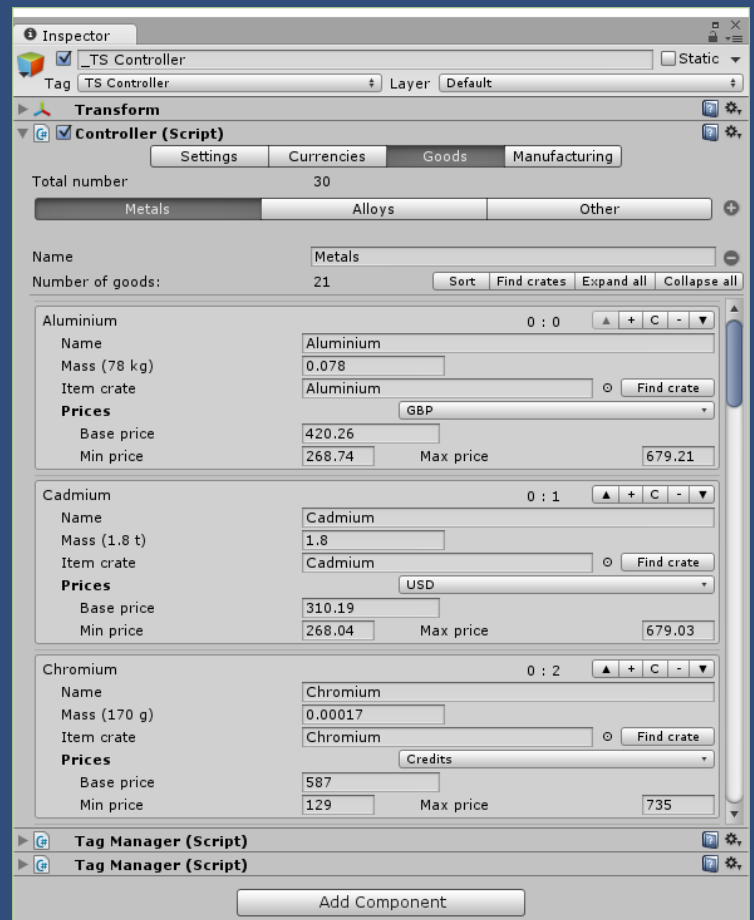 Inspector
_TS Controller Static
Tag TS Controller Layer Default
Transform
Controller (Script)
Settings Currencies Goods Manufacturing
Total number 30
Metals Alloys Other
Name Metals
Number of goods: 21 Sort Find crates Expand all Collapse all
Aluminium 0 : 0 ▲ + C - ▼
Name Aluminium
Mass (78 kg) 0.078
Item crate Aluminium Find crate
Prices GBP
Base price 420.26
Min price 268.74 Max price 679.21
Cadmium 0 : 1 ▲ + C - ▼
Name Cadmium
Mass (1.8 t) 1.8
Item crate Cadmium Find crate
Prices USD
Base price 310.19
Min price 268.04 Max price 679.03
Chromium 0 : 2 ▲ + C - ▼
Name Chromium
Mass (170 g) 0.00017
Item crate Chromium Find crate
Prices Credits
Base price 587
Min price 129 Max price 735
Tag Manager (Script)
Tag Manager (Script)
Add Component